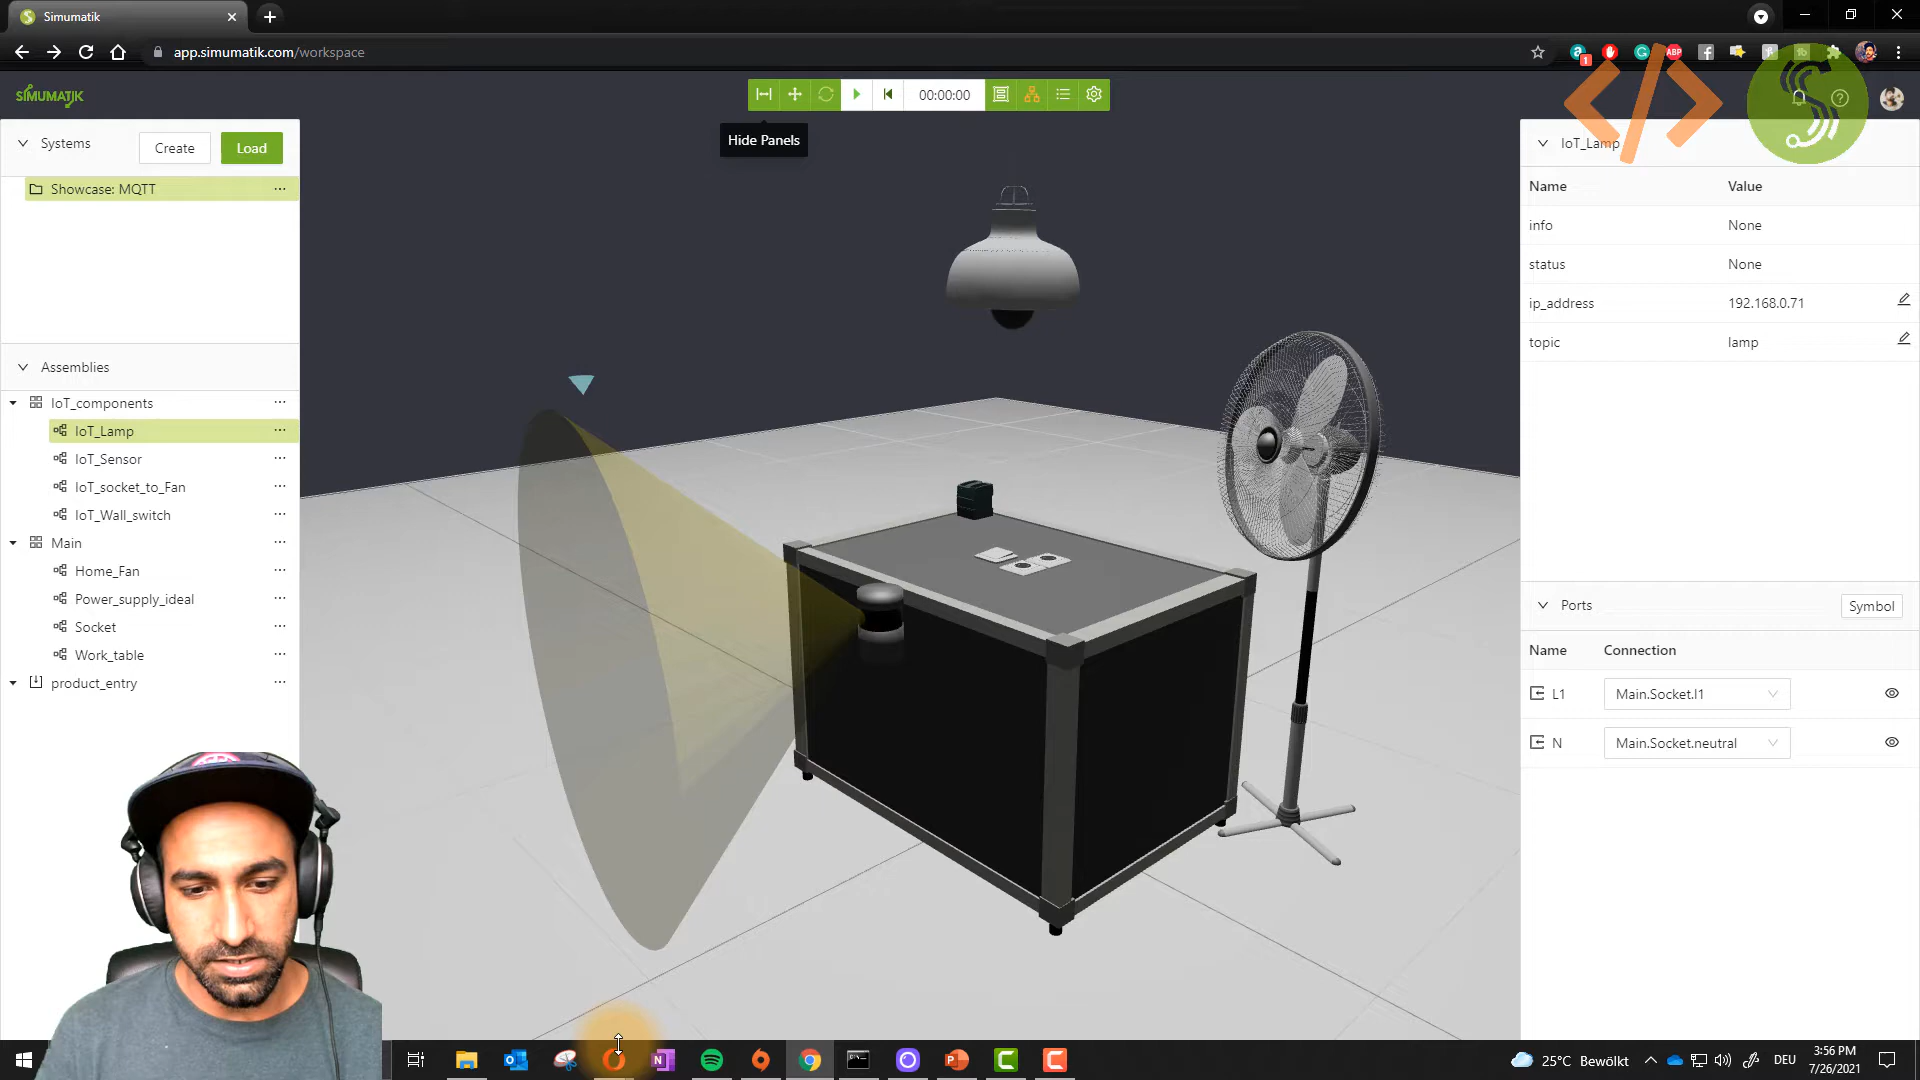 Simumatik
app.simumatik.com/workspace
ABP
1
SIMUMATIK
00:00:00
Hide Panels
Systems
Create
Load
Showcase: MQTT
Assemblies
IoT_components
IoT_Lamp
IoT_Sensor
IoT_socket_to_Fan
IoT_Wall_switch
Main
Home_Fan
Power_supply_ideal
Socket
Work_table
product_entry
IoT_Lamp
Name Value
info None
status None
ip_address 192.168.0.71
topic lamp
Ports Symbol
Name Connection
L1 Main.Socket.l1
N Main.Socket.neutral
25°C Bewölkt
DEU
3:56 PM
7/26/2021